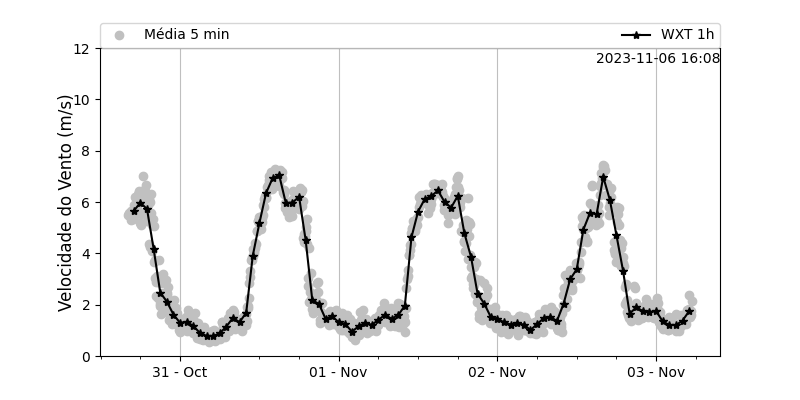 Média 5 min
WXT 1h
2023-11-06 16:08
Velocidade do Vento (m/s)
12
10
8
6
4
2
0
31 - Oct
01 - Nov
02 - Nov
03 - Nov